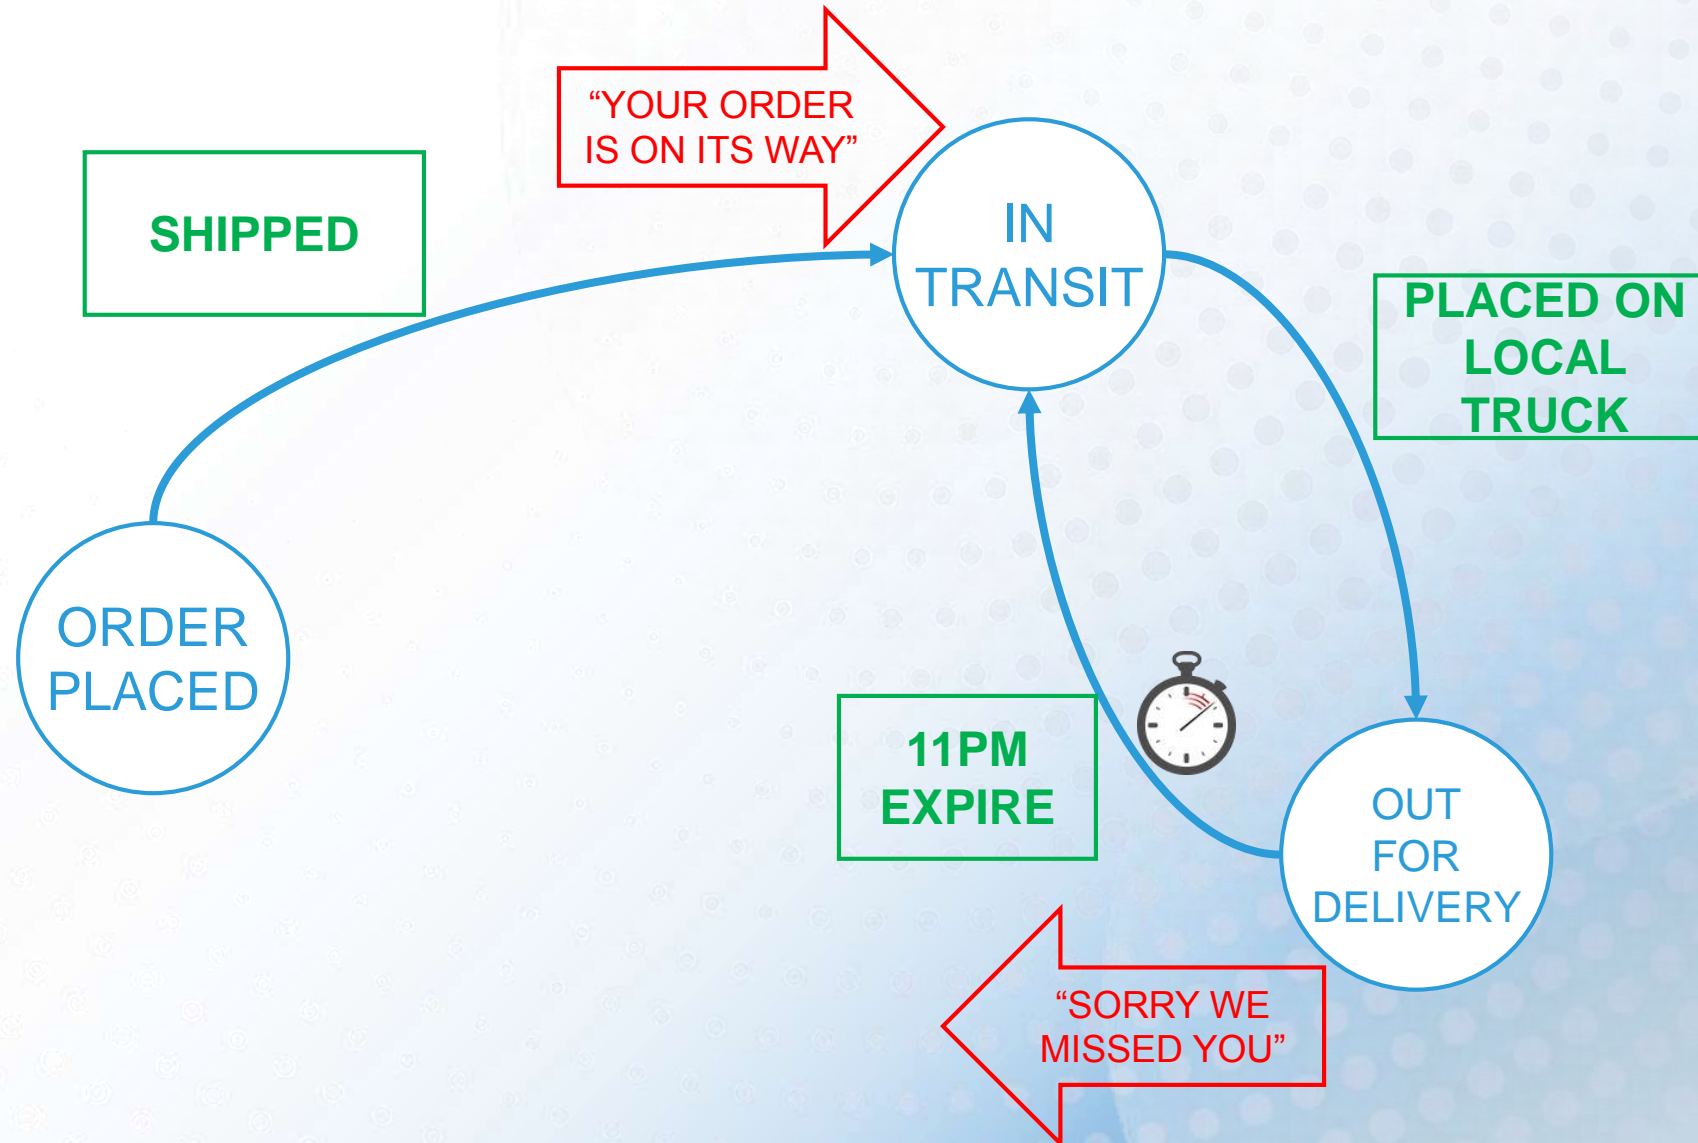 “YOUR ORDER
IS ON ITS WAY”
SHIPPED
IN
TRANSIT
PLACED ON
LOCAL
TRUCK
ORDER
PLACED
11PM
EXPIRE
OUT
FOR
DELIVERY
“SORRY WE
MISSED YOU”